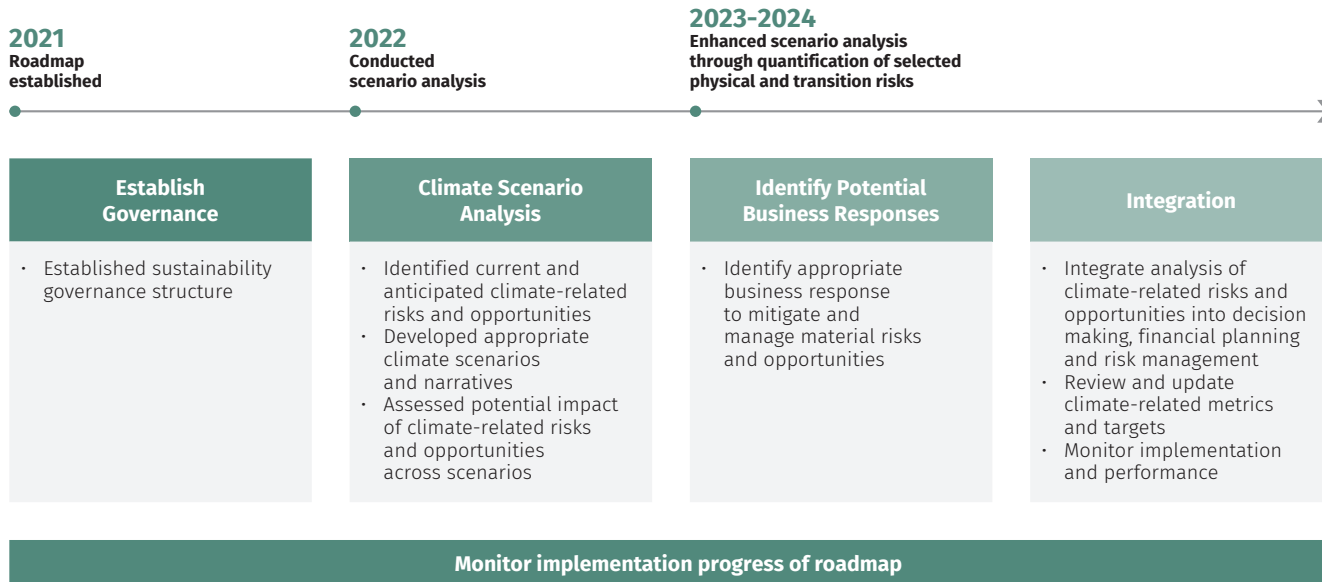 2021
Roadmap
established
2022
Conducted
scenario analysis
2023-2024
Enhanced scenario analysis
through quantification of selected
physical and transition risks
Establish
Governance
· Established sustainability
governance structure
Climate Scenario
Analysis
· Identified current and
anticipated climate-related
risks and opportunities
· Developed appropriate
climate scenarios
and narratives
· Assessed potential impact
of climate-related risks
and opportunities
across scenarios
Identify Potential
Business Responses
· Identify appropriate
business response
to mitigate and
manage material risks
and opportunities
Integration
· Integrate analysis of
climate-related risks and
opportunities into decision
making, financial planning
and risk management
· Review and update
climate-related metrics
and targets
· Monitor implementation
and performance
Monitor implementation progress of roadmap